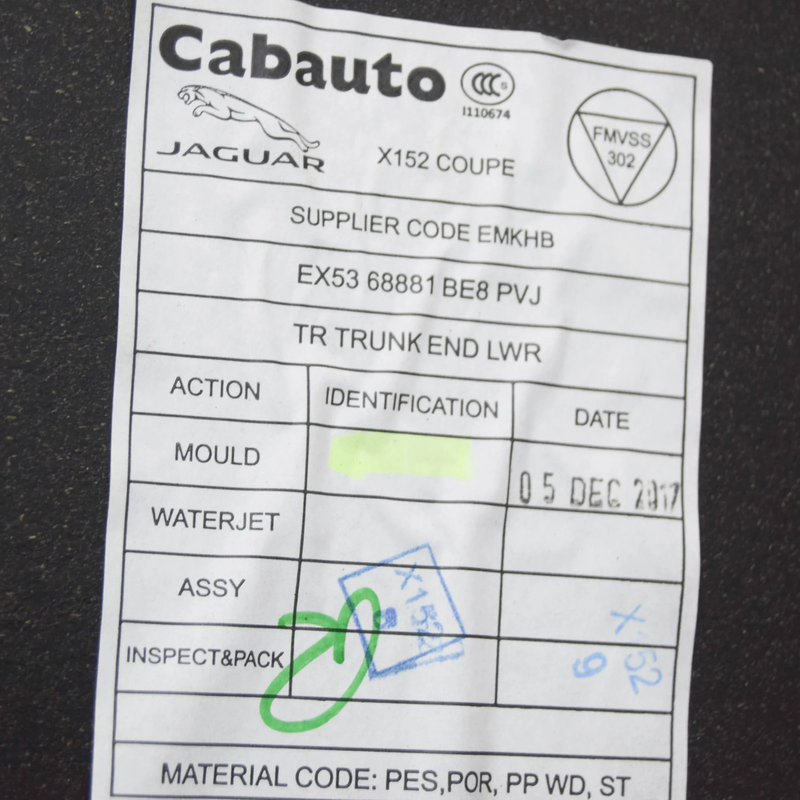 Cabauto
CCC S
I110674
JAGUAR
X152 COUPE
FMVSS
302
SUPPLIER CODE EMKHB
EX53 68881 BE8 PVJ
TR TRUNK END LWR
ACTION IDENTIFICATION DATE
MOULD 05 DEC 2017
WATERJET
ASSY X152 8
INSPECT&PACK X152 9
MATERIAL CODE: PES,POR, PP WD, ST